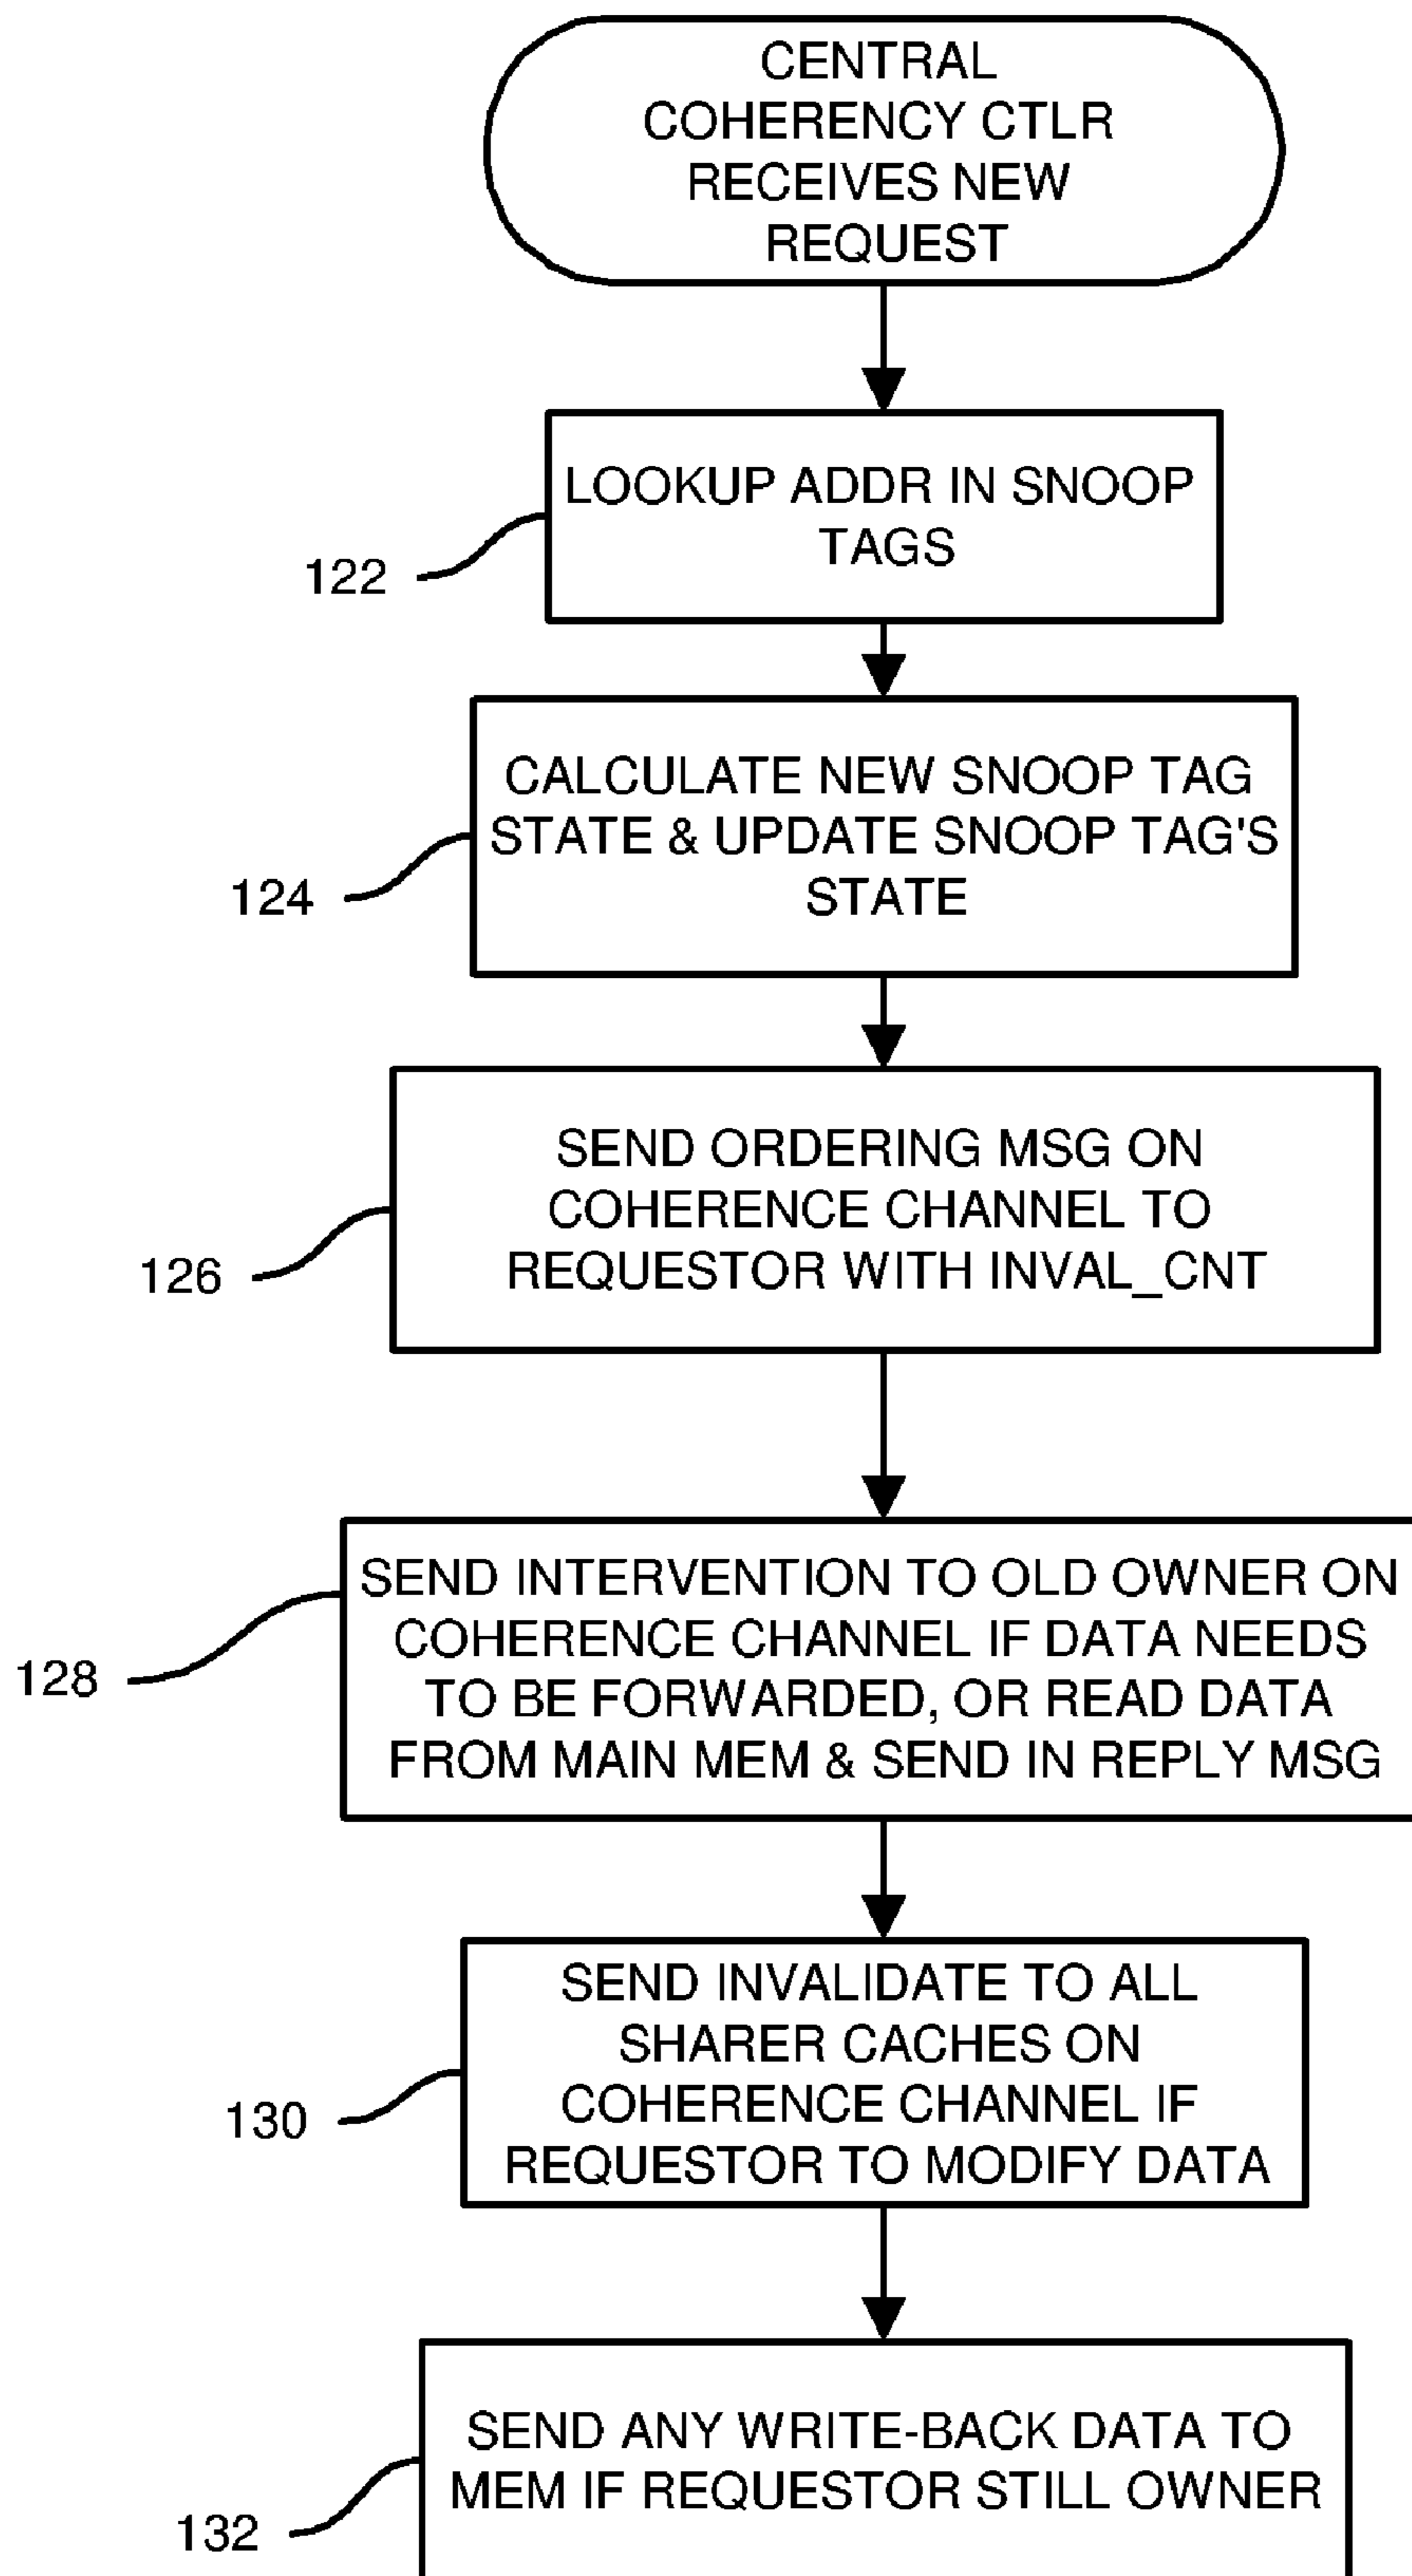 CENTRAL
COHERENCY CTLR
RECEIVES NEW
REQUEST
LOOKUP ADDR IN SNOOP
TAGS
122
CALCULATE NEW SNOOP TAG
STATE & UPDATE SNOOP TAG'S
STATE
124
SEND ORDERING MSG ON
COHERENCE CHANNEL TO
REQUESTOR WITH INVAL_CNT
126
SEND INTERVENTION TO OLD OWNER ON
COHERENCE CHANNEL IF DATA NEEDS
TO BE FORWARDED, OR READ DATA
FROM MAIN MEM & SEND IN REPLY MSG
128
SEND INVALIDATE TO ALL
SHARER CACHES ON
COHERENCE CHANNEL IF
REQUESTOR TO MODIFY DATA
130
SEND ANY WRITE-BACK DATA TO
MEM IF REQUESTOR STILL OWNER
132